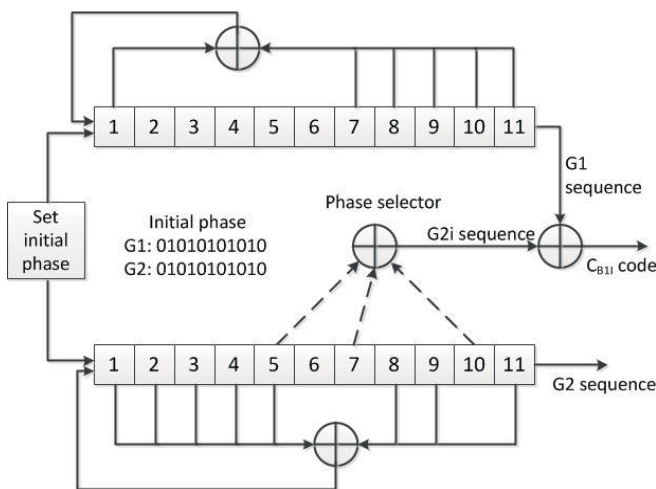 1 2 3 4 5 6 7 8 9 10 11
G1
sequence
Set
initial
phase
Initial phase
G1: 01010101010
G2: 01010101010
Phase selector
G2i sequence
CB1I code
1 2 3 4 5 6 7 8 9 10 11
G2 sequence